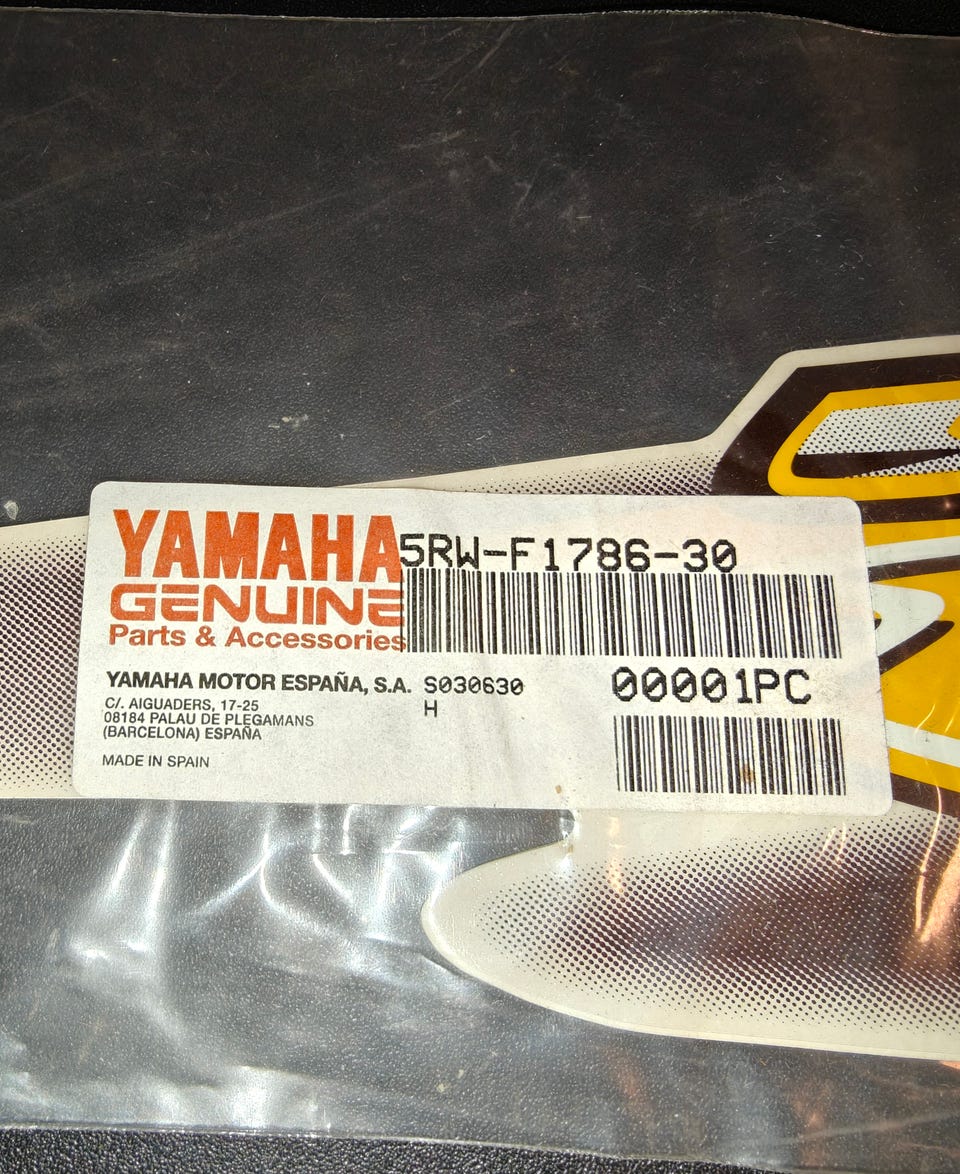 YAMAHA
GENUINE
Parts & Accessories
5RW-F1786-30
YAMAHA MOTOR ESPAÑA, S.A.
C/. AIGUADERS, 17-25
08184 PALAU DE PLEGAMANS
(BARCELONA) ESPAÑA
MADE IN SPAIN
S030630
H
00001PC